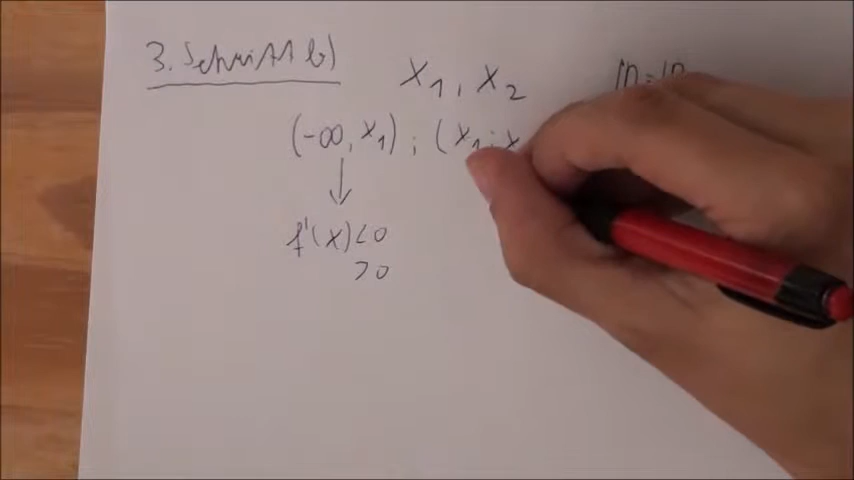 3. Schritt b)
x₁, x₂
(-∞, x₁) ; (x₁; x
f'(x)<0
>0